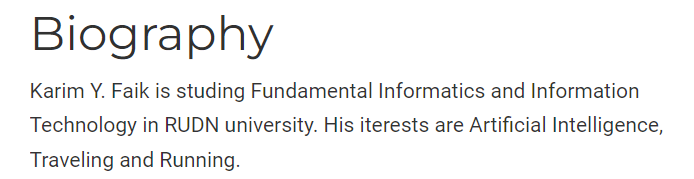 Biography
Karim Y. Faik is studing Fundamental Informatics and Information
Technology in RUDN university. His iterests are Artificial Intelligence,
Traveling and Running.